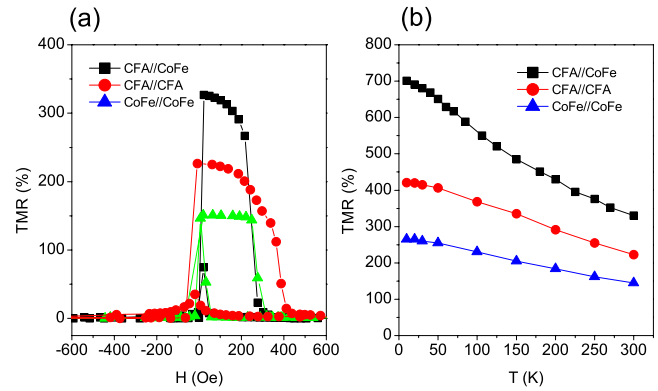 (a)
(b)
400
300
200
100
0
TMR (%)
CFA//CoFe
CFA//CFA
CoFe//CoFe
-600 -400 -200 0 200 400 600
H (Oe)
800
700
600
500
400
300
200
100
0
TMR (%)
CFA//CoFe
CFA//CFA
CoFe//CoFe
0 50 100 150 200 250 300
T (K)